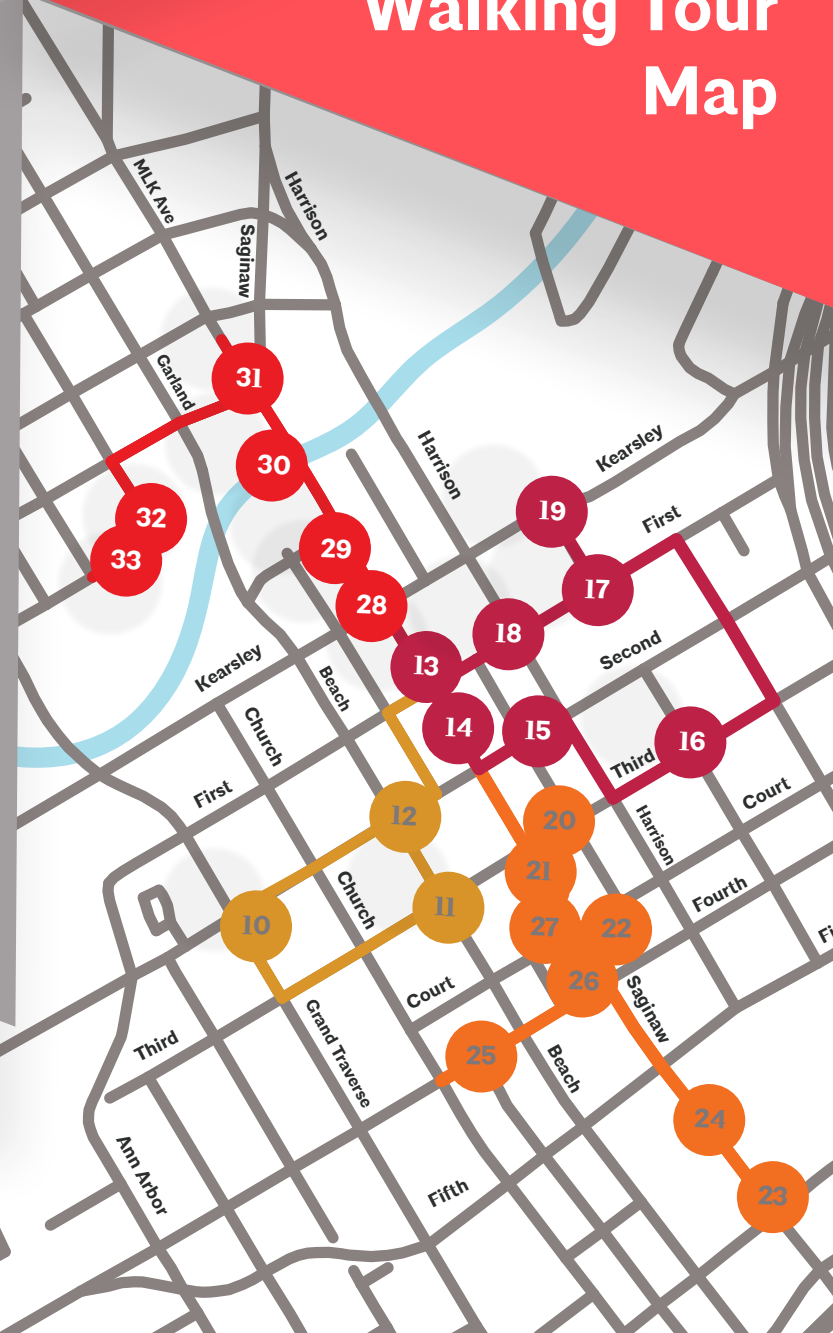 Walking Tour
Map
MLK Ave
Harrison
Saginaw
Garland
31
Harrison
Kearsley
30
19
First
32
29
33
17
28
18
Second
13
Kearsley
Beach
14
15
16
Church
Third
First
Court
12
20
Harrison
21
Church
Fourth
11
10
27
22
Fi
26
Court
Saginaw
Grand Traverse
Third
25
Beach
24
Ann Arbor
Fifth
23